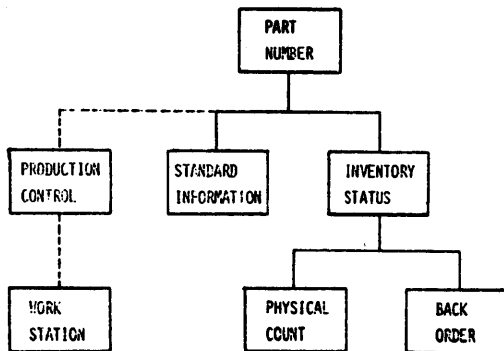 PART
NUMBER
PRODUCTION
CONTROL
STANDARD
INFORMATION
INVENTORY
STATUS
WORK
STATION
PHYSICAL
COUNT
BACK
ORDER